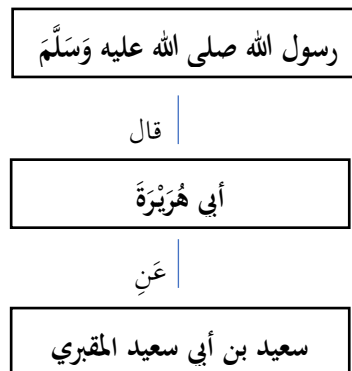 رسول الله صلى الله عليه وَسَلَّمَ
قال
أبي هُرَيْرَةَ
عَنِ
سعيد بن أبي سعيد المقبري